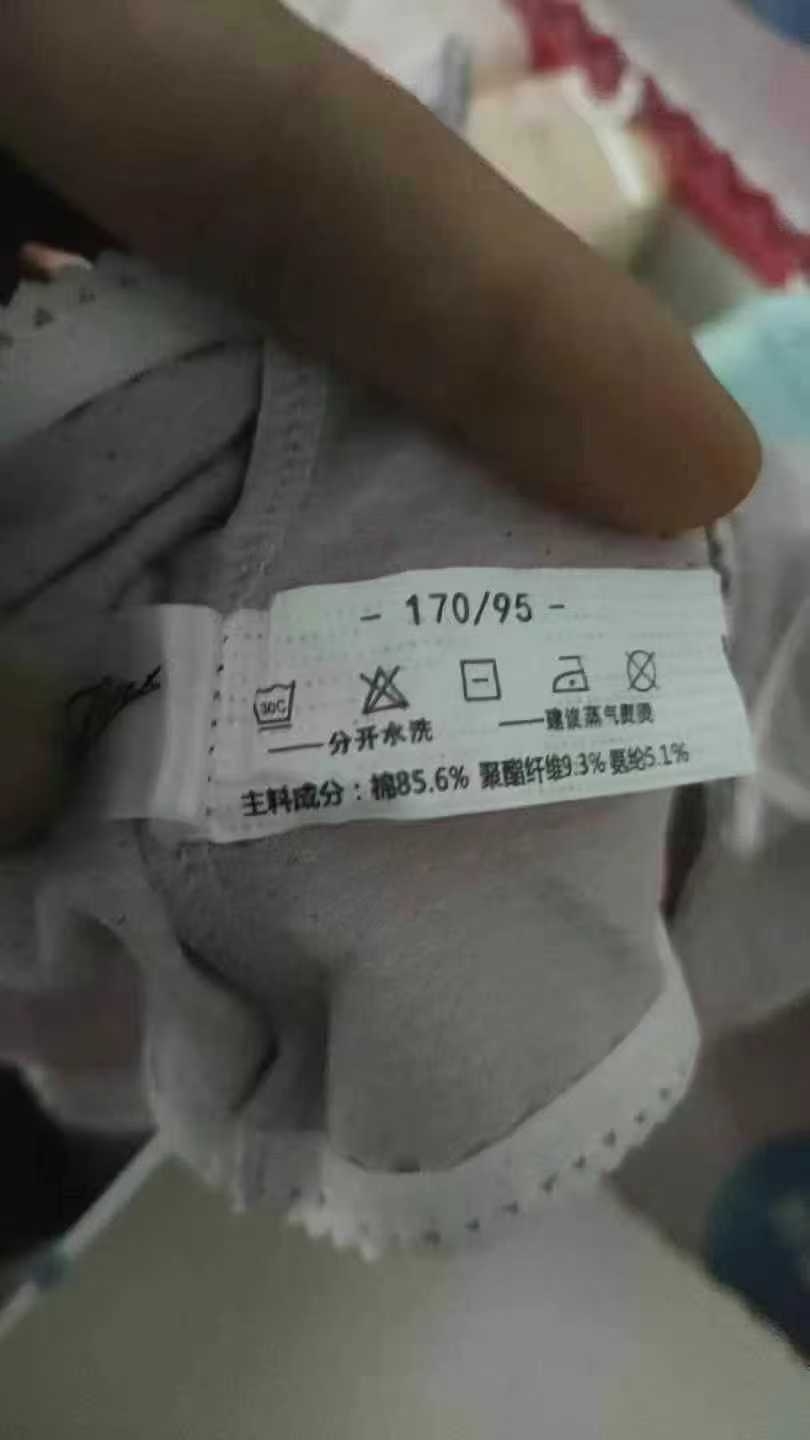 - 170/95 -
30C
分开水洗
建议蒸气熨烫
主料成分：棉85.6% 聚酯纤维9.3% 氨纶5.1%